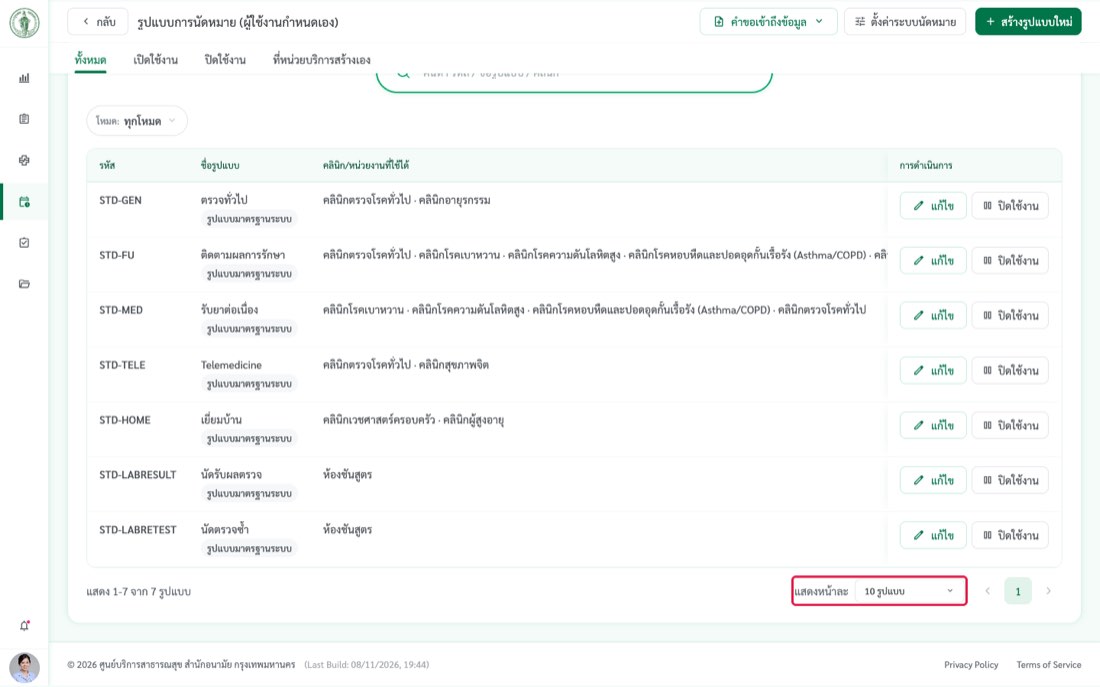 กลับ
รูปแบบการนัดหมาย (ผู้ใช้งานกำหนดเอง)
คำขอเข้าถึงข้อมูล
ตั้งค่าระบบนัดหมาย
+ สร้างรูปแบบใหม่
ทั้งหมด เปิดใช้งาน ปิดใช้งาน ที่หน่วยบริการสร้างเอง
โหมด: ทุกโหมด
รหัส ชื่อรูปแบบ คลินิก/หน่วยงานที่ใช้ได้ การดำเนินการ
STD-GEN ตรวจทั่วไป คลินิกตรวจโรคทั่วไป · คลินิกอายุรกรรม แก้ไข ปิดใช้งาน
รูปแบบมาตรฐานระบบ
STD-FU ติดตามผลการรักษา คลินิกตรวจโรคทั่วไป · คลินิกโรคเบาหวาน · คลินิกโรคความดันโลหิตสูง · คลินิกโรคหอบหืดและปอดอุดกั้นเรื้อรัง (Asthma/COPD) · คลิ แก้ไข ปิดใช้งาน
รูปแบบมาตรฐานระบบ
STD-MED รับยาต่อเนื่อง คลินิกโรคเบาหวาน · คลินิกโรคความดันโลหิตสูง · คลินิกโรคหอบหืดและปอดอุดกั้นเรื้อรัง (Asthma/COPD) · คลินิกตรวจโรคทั่วไป แก้ไข ปิดใช้งาน
รูปแบบมาตรฐานระบบ
STD-TELE Telemedicine คลินิกตรวจโรคทั่วไป · คลินิกสุขภาพจิต แก้ไข ปิดใช้งาน
รูปแบบมาตรฐานระบบ
STD-HOME เยี่ยมบ้าน คลินิกเวชศาสตร์ครอบครัว · คลินิกผู้สูงอายุ แก้ไข ปิดใช้งาน
รูปแบบมาตรฐานระบบ
STD-LABRESULT นัดรับผลตรวจ ห้องชันสูตร แก้ไข ปิดใช้งาน
รูปแบบมาตรฐานระบบ
STD-LABRETEST นัดตรวจซ้ำ ห้องชันสูตร แก้ไข ปิดใช้งาน
รูปแบบมาตรฐานระบบ
แสดง 1-7 จาก 7 รูปแบบ แสดงหน้าละ 10 รูปแบบ 1
© 2026 ศูนย์บริการสาธารณสุข สำนักอนามัย กรุงเทพมหานคร (Last Build: 08/11/2026, 19:44) Privacy Policy Terms of Service